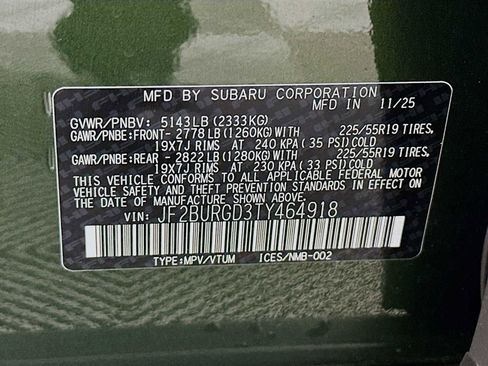 MFD BY SUBARU CORPORATION
MFD IN 11/25
GVWR/PNBV: 5143LB (2333KG)
GAWR/PNBE:FRONT- 2778 LB (1260KG) WITH 225/55R19 TIRES,
19X7J RIMS AT 240 KPA (35 PSI) COLD
GAWR/PNBE:REAR - 2822 LB (1280KG) WITH 225/55R19 TIRES,
19X7J RIMS AT 230 KPA (33 PSI) COLD
THIS VEHICLE CONFORMS TO ALL APPLICABLE FEDERAL MOTOR
VEHICLE SAFETY AND THEFT PREVENTION STANDARDS IN EFFECT ON
THE DATE OF MANUFACTURE SHOWN ABOVE.
VIN: JF2BURGD3TY464918
TYPE:MPV/VTUM ICES/NMB-002